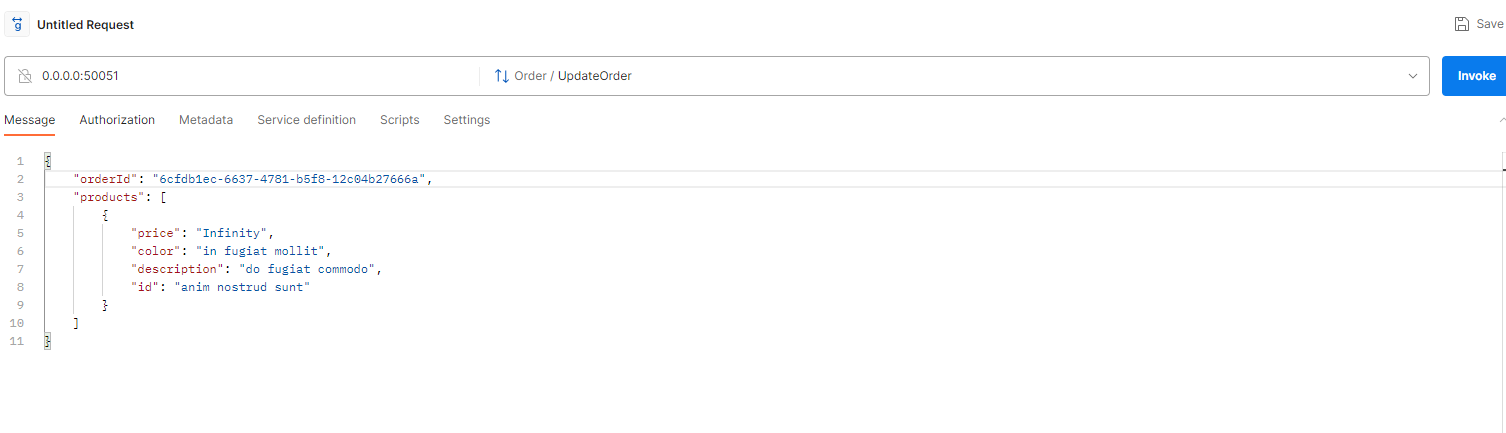 Untitled Request
Save
0.0.0.0:50051
Order / UpdateOrder
Invoke
Message Authorization Metadata Service definition Scripts Settings
1 {
2 "orderId": "6cfdb1ec-6637-4781-b5f8-12c04b27666a",
3 "products": [
4 {
5 "price": "Infinity",
6 "color": "in fugiat mollit",
7 "description": "do fugiat commodo",
8 "id": "anim nostrud sunt"
9 }
10 ]
11 }